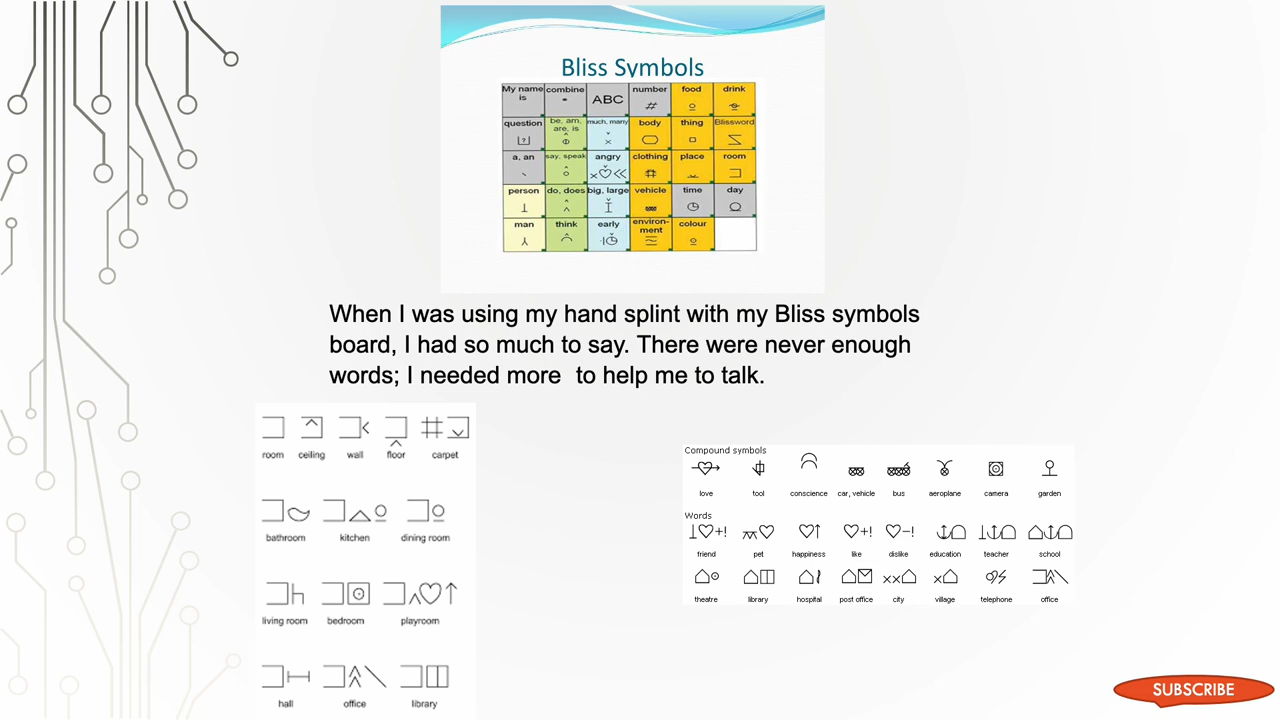 Bliss Symbols
My name is combine ABC number food drink
question be, am, are, is much, many body thing Blissword
a, an say, speak angry clothing place room
person do, does big, large vehicle time day
man think early environ-ment colour
When I was using my hand splint with my Bliss symbols
board, I had so much to say. There were never enough
words; I needed more to help me to talk.
room ceiling wall floor carpet
bathroom kitchen dining room
living room bedroom playroom
hall office library
Compound symbols
love tool conscience car, vehicle bus aeroplane camera garden
Words
friend pet happiness like dislike education teacher school
theatre library hospital post office city village telephone office
SUBSCRIBE